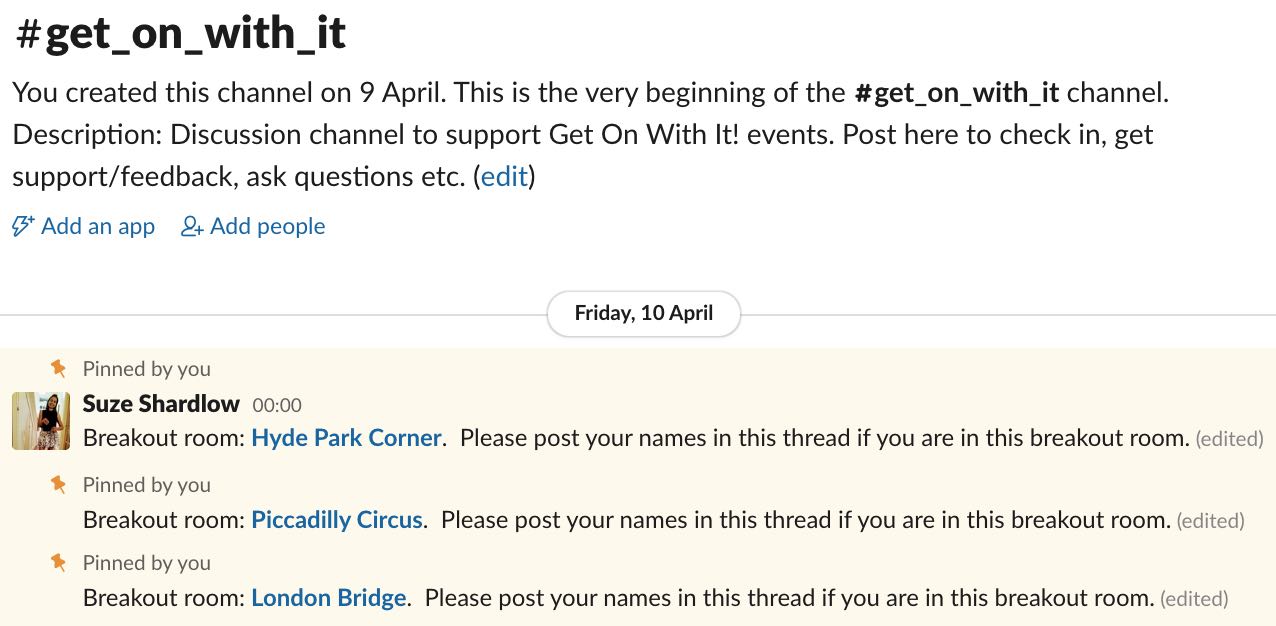 #get_on_with_it
You created this channel on 9 April. This is the very beginning of the #get_on_with_it channel.
Description: Discussion channel to support Get On With It! events. Post here to check in, get
support/feedback, ask questions etc. (edit)
Add an app Add people
Friday, 10 April
Pinned by you
Suze Shardlow 00:00
Breakout room: Hyde Park Corner. Please post your names in this thread if you are in this breakout room. (edited)
Pinned by you
Breakout room: Piccadilly Circus. Please post your names in this thread if you are in this breakout room. (edited)
Pinned by you
Breakout room: London Bridge. Please post your names in this thread if you are in this breakout room. (edited)